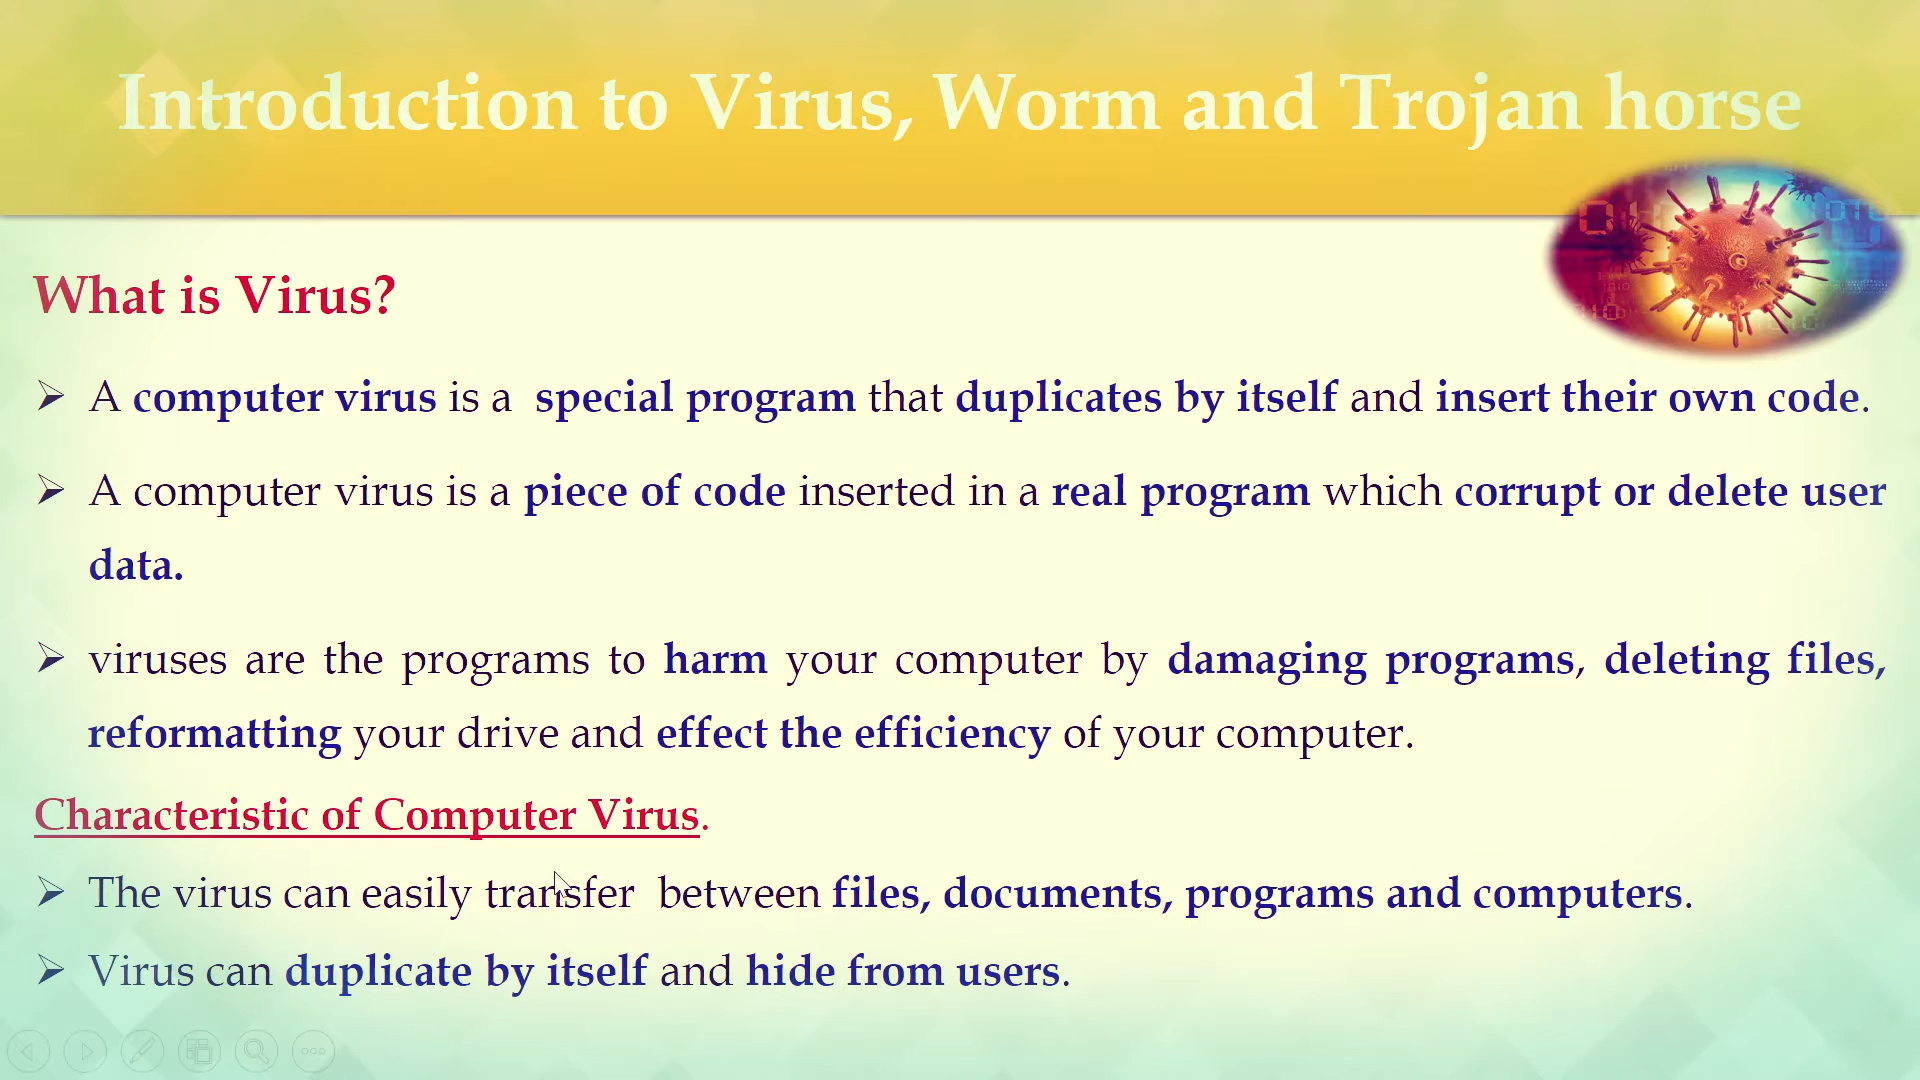 Introduction to Virus, Worm and Trojan horse
What is Virus?
➢ A computer virus is a special program that duplicates by itself and insert their own code.
➢ A computer virus is a piece of code inserted in a real program which corrupt or delete user
data.
➢ viruses are the programs to harm your computer by damaging programs, deleting files,
reformatting your drive and effect the efficiency of your computer.
Characteristic of Computer Virus.
➢ The virus can easily transfer between files, documents, programs and computers.
➢ Virus can duplicate by itself and hide from users.